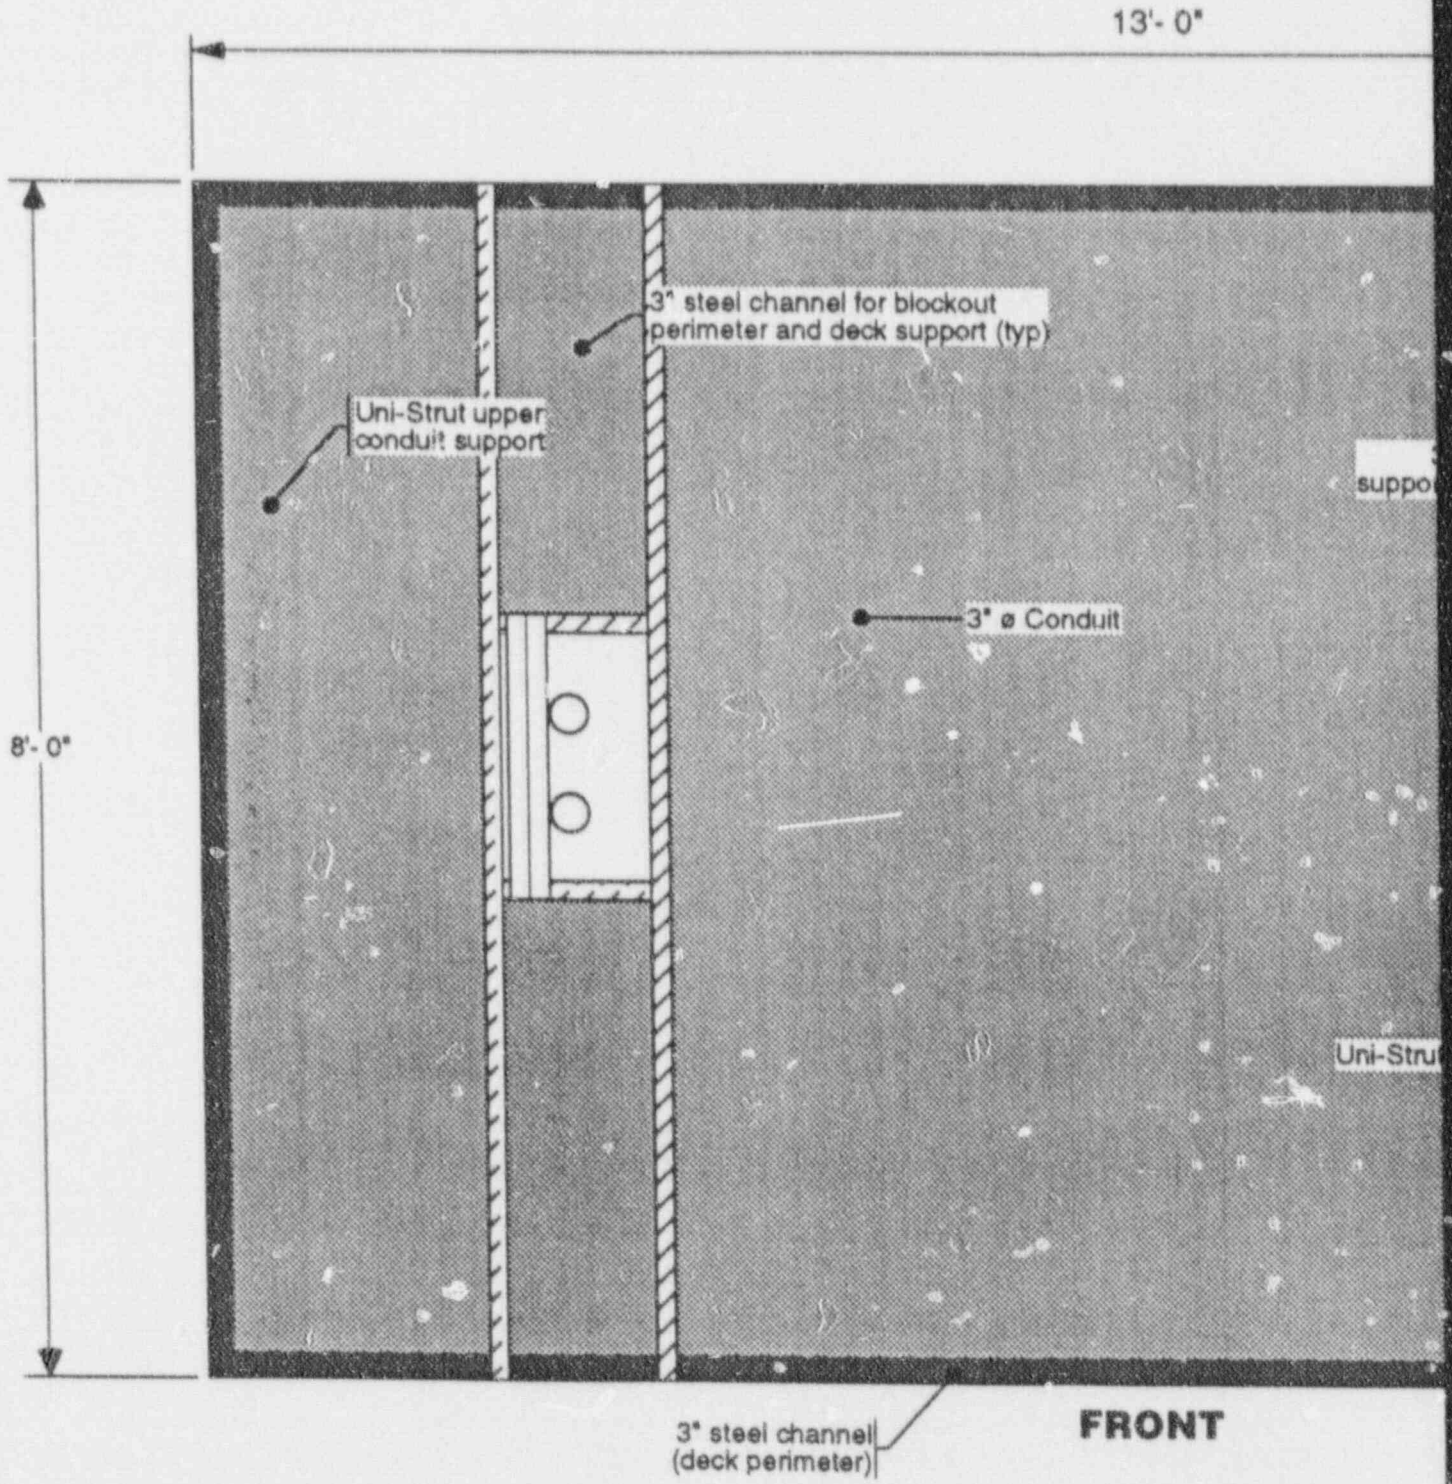 13'- 0"
3" steel channel for blockout
perimeter and deck support (typ)
Uni-Strut upper
conduit support
3" ø Conduit
8'- 0"
Uni-Strut
3" steel channel
(deck perimeter)
FRONT